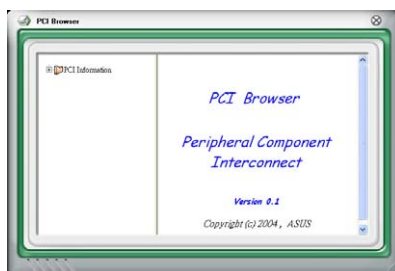 PCI Browser
PCI Information
PCI Browser
Peripheral Component
Interconnect
Version 0.1
Copyright (c) 2004, ASUS